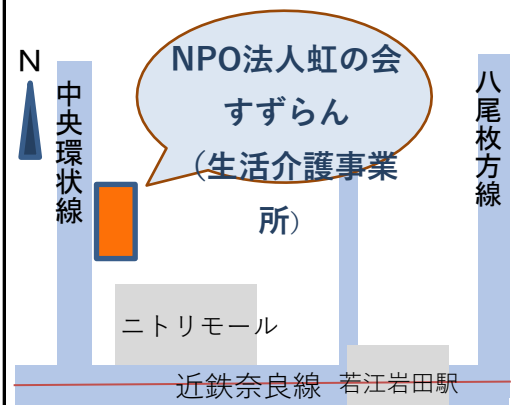 N
中央環状線
NPO法人虹の会
すずらん
（生活介護事業
所）
八尾枚方線
ニトリモール
近鉄奈良線
若江岩田駅